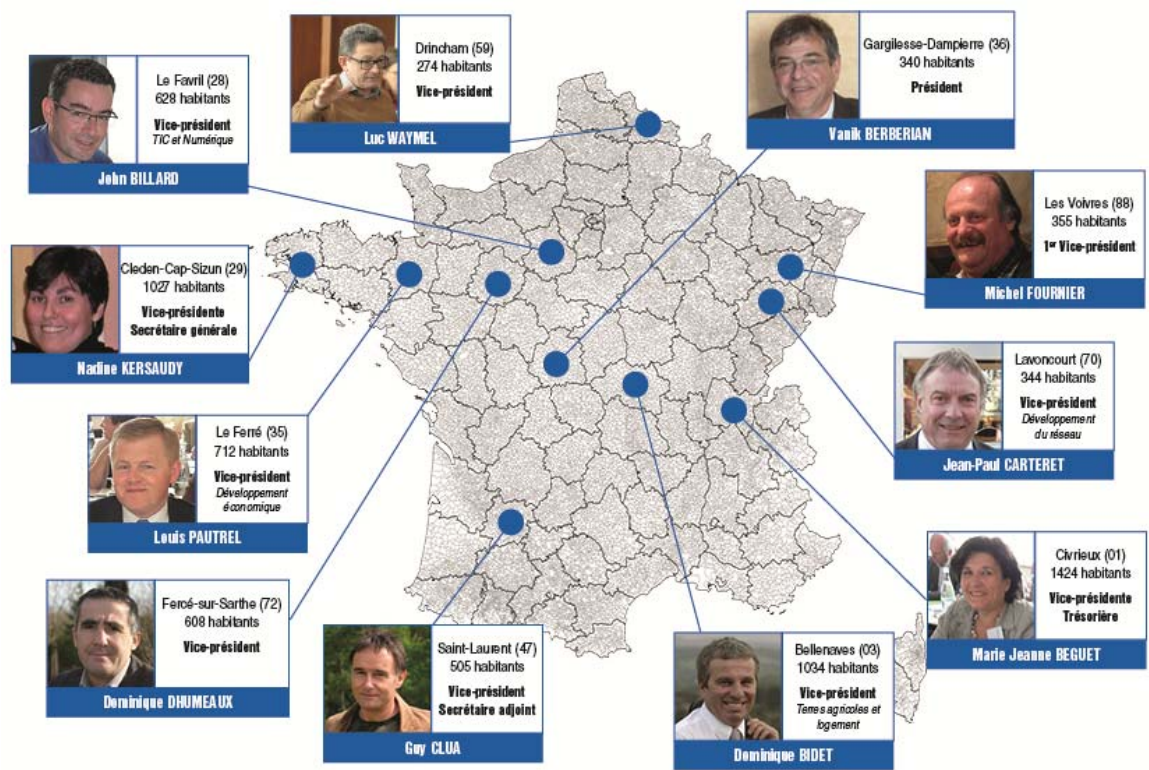 Le Favril (28)
628 habitants
Vice-président
TIC et Numérique
John BILLARD
Drincham (59)
274 habitants
Vice-président
Luc WAYMEL
Gargilesse-Dampierre (36)
340 habitants
Président
Vanik BERBERIAN
Les Voivres (88)
355 habitants
1er Vice-président
Michel FOURNIER
Cleden-Cap-Sizun (29)
1027 habitants
Vice-présidente
Secrétaire générale
Nadine KERSAUDY
Lavoncourt (70)
344 habitants
Vice-président
Développement
du réseau
Jean-Paul CARTERET
Le Ferré (35)
712 habitants
Vice-président
Développement
économique
Louis PAUTREL
Civrieux (01)
1424 habitants
Vice-présidente
Trésorière
Marie Jeanne BEGUET
Fercé-sur-Sarthe (72)
608 habitants
Vice-président
Dominique DHUMEAUX
Saint-Laurent (47)
505 habitants
Vice-président
Secrétaire adjoint
Guy CLUA
Bellenaves (03)
1034 habitants
Vice-président
Terres agricoles et
logement
Dominique BIDET